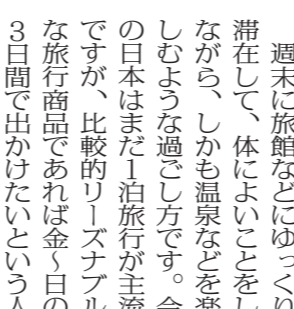 週末に旅館などにゆっくり
滞在して、体によいことをし
ながら、しかも温泉などを楽
しむような過ごし方です。今
の日本はまだ1泊旅行が主流
ですが、比較的リーズナブル
な旅行商品であれば金〜日の
3日間で出かけたいという人